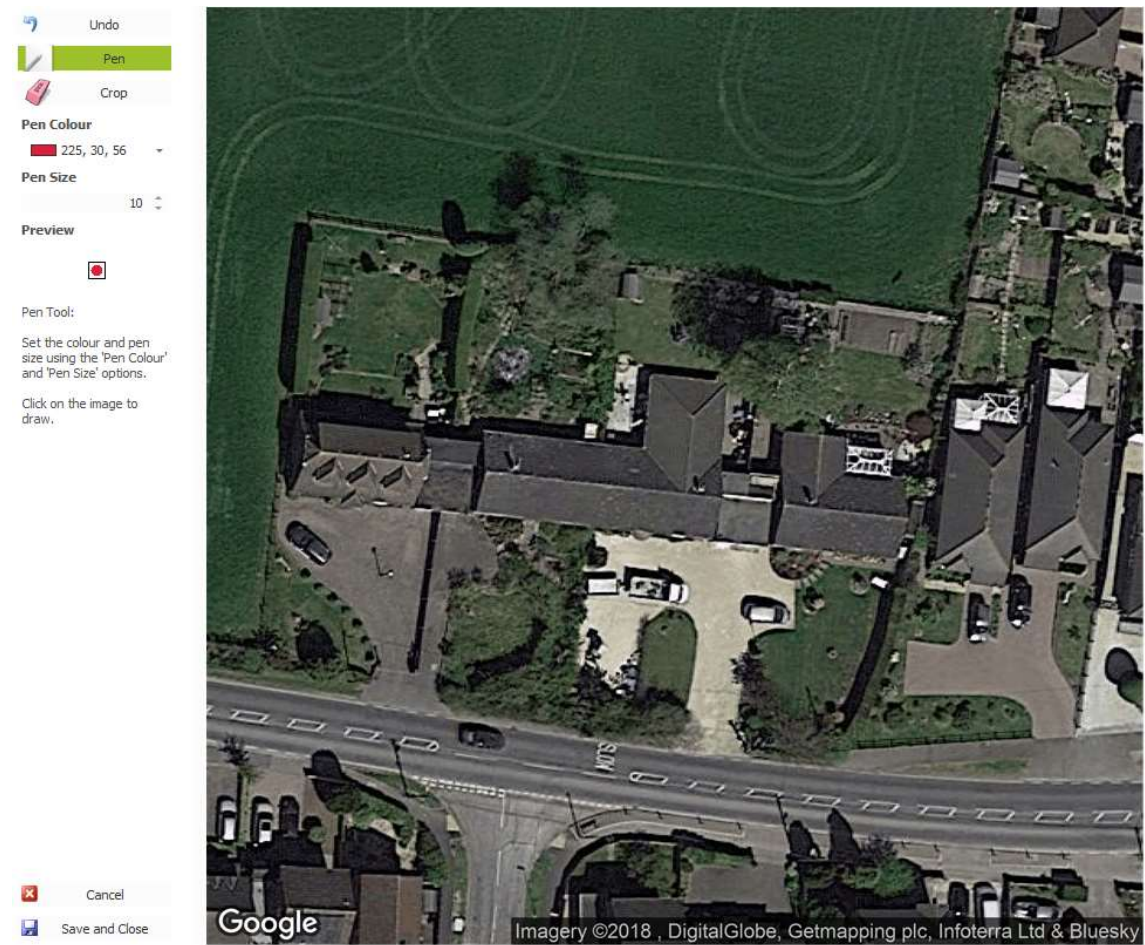 Undo
Pen
Crop
Pen Colour
225, 30, 56
Pen Size
10
Preview
Pen Tool:
Set the colour and pen
size using the 'Pen Colour'
and 'Pen Size' options.
Click on the image to
draw.
SLOW
Cancel
Save and Close
Google
Imagery ©2018 , DigitalGlobe, Getmapping plc, Infoterra Ltd & Bluesky